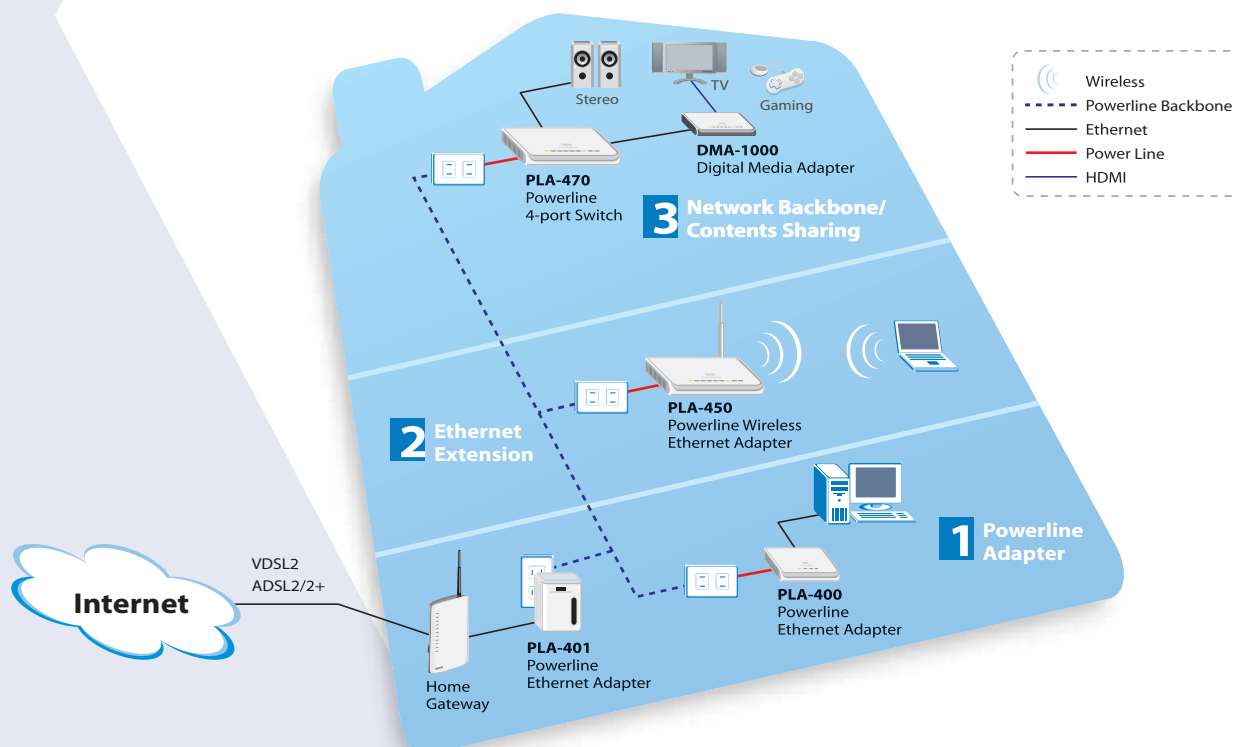 Stereo
TV
Gaming
PLA-470
Powerline
4-port Switch
DMA-1000
Digital Media Adapter
3 Network Backbone/
Contents Sharing
Wireless
Powerline Backbone
Ethernet
Power Line
HDMI
PLA-450
Powerline Wireless
Ethernet Adapter
2 Ethernet
Extension
1 Powerline
Adapter
VDSL2
ADSL2/2+
Internet
Home
Gateway
PLA-401
Powerline
Ethernet Adapter
PLA-400
Powerline
Ethernet Adapter